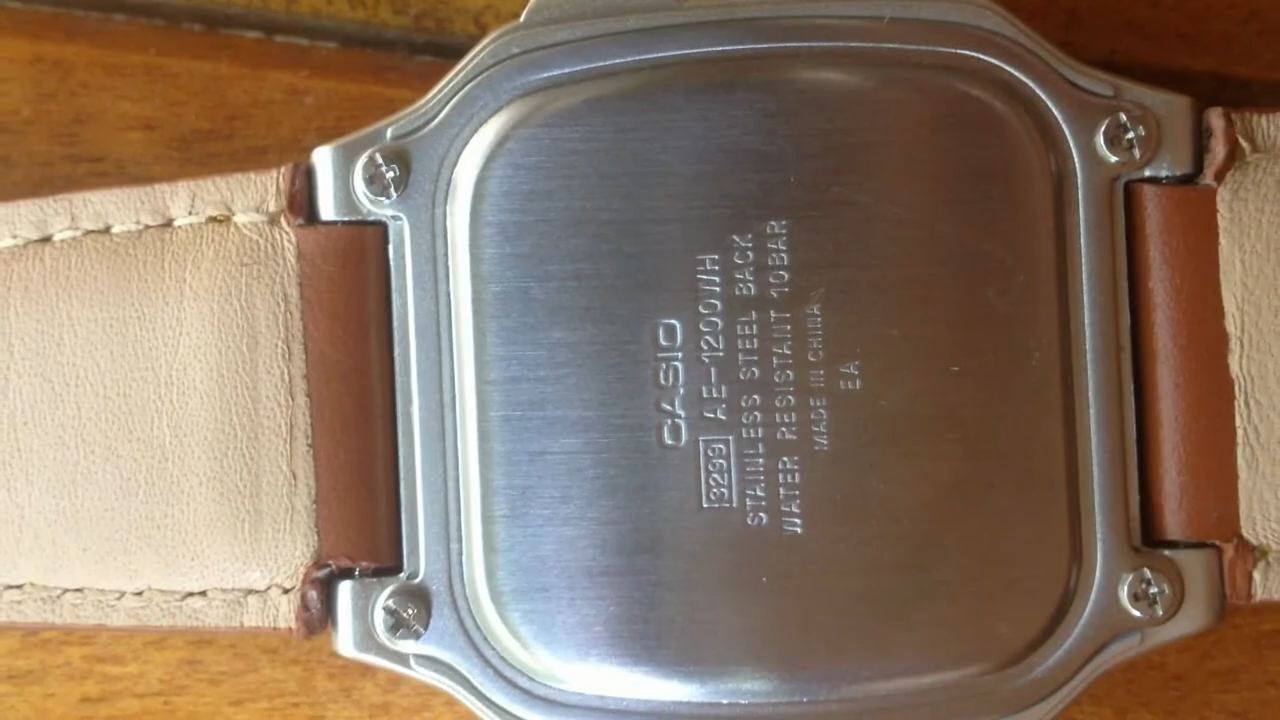 CASIO
3299 AE-1200WH
STAINLESS STEEL BACK
WATER RESISTANT 10BAR
MADE IN CHINA
EA